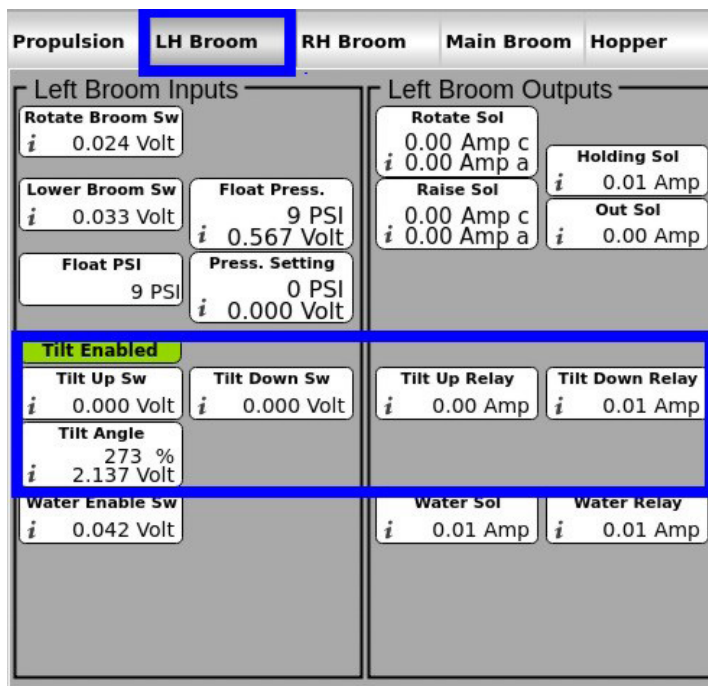 Propulsion LH Broom RH Broom Main Broom Hopper
Left Broom Inputs
Rotate Broom Sw
i 0.024 Volt
Lower Broom Sw
i 0.033 Volt
Float Press.
9 PSI
i 0.567 Volt
Float PSI
9 PSI
Press. Setting
0 PSI
i 0.000 Volt
Tilt Enabled
Tilt Up Sw
i 0.000 Volt
Tilt Down Sw
i 0.000 Volt
Tilt Angle
273 %
i 2.137 Volt
Water Enable Sw
i 0.042 Volt
Left Broom Outputs
Rotate Sol
0.00 Amp c
i 0.00 Amp a
Holding Sol
i 0.01 Amp
Raise Sol
0.00 Amp c
i 0.00 Amp a
Out Sol
i 0.00 Amp
Tilt Up Relay
i 0.00 Amp
Tilt Down Relay
i 0.01 Amp
Water Sol
i 0.01 Amp
Water Relay
i 0.01 Amp